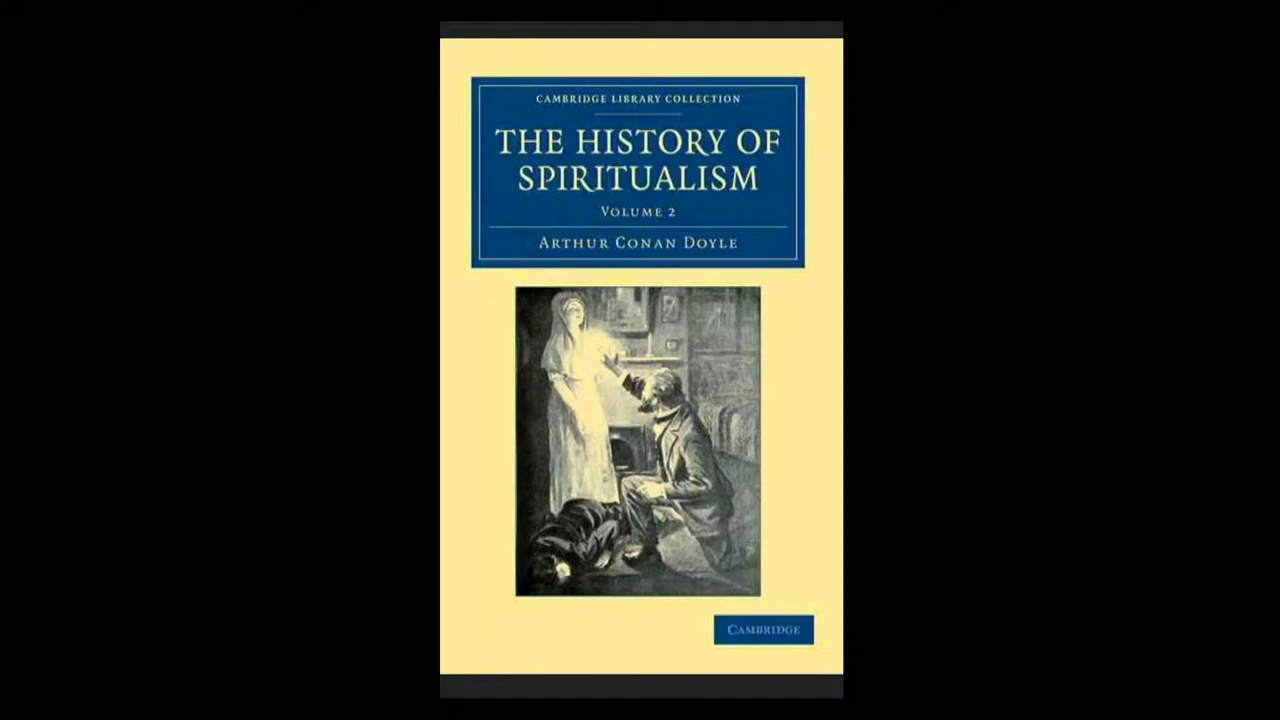 CAMBRIDGE LIBRARY COLLECTION
THE HISTORY OF
SPIRITUALISM
VOLUME 2
ARTHUR CONAN DOYLE
CAMBRIDGE